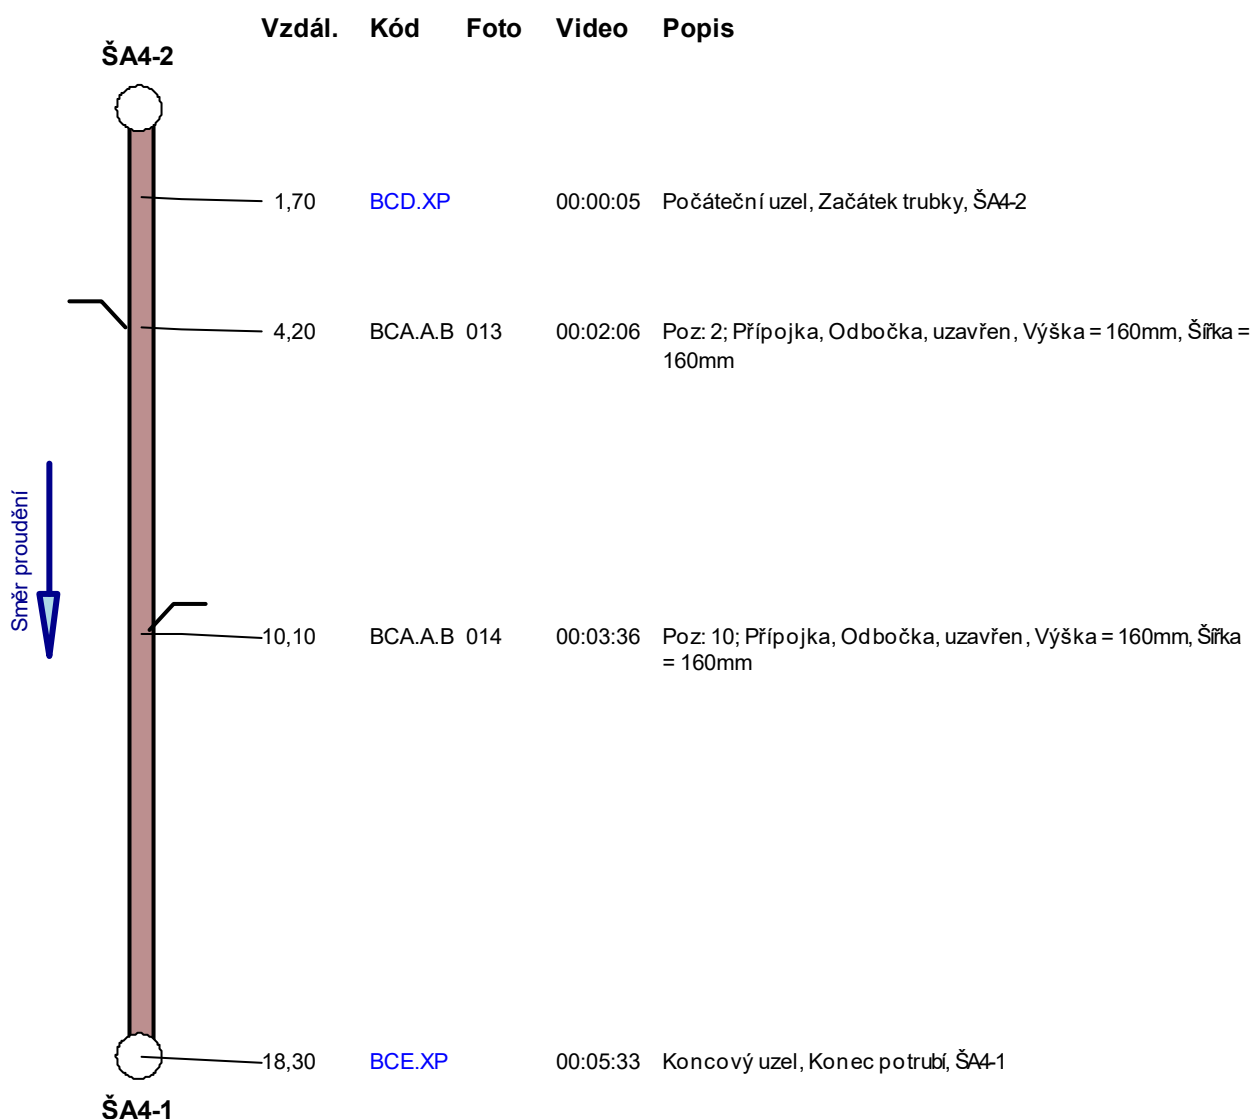 Vzdál. Kód Foto Video Popis
ŠA4-2
1,70 BCD.XP 00:00:05 Počáteční uzel, Začátek trubky, ŠA4-2
4,20 BCA.A.B 013 00:02:06 Poz: 2; Přípojka, Odbočka, uzavřen, Výška = 160mm, Šířka =
160mm
Směr proudění
10,10 BCA.A.B 014 00:03:36 Poz: 10; Přípojka, Odbočka, uzavřen, Výška = 160mm, Šířka
= 160mm
18,30 BCE.XP 00:05:33 Koncový uzel, Konec potrubí, ŠA4-1
ŠA4-1